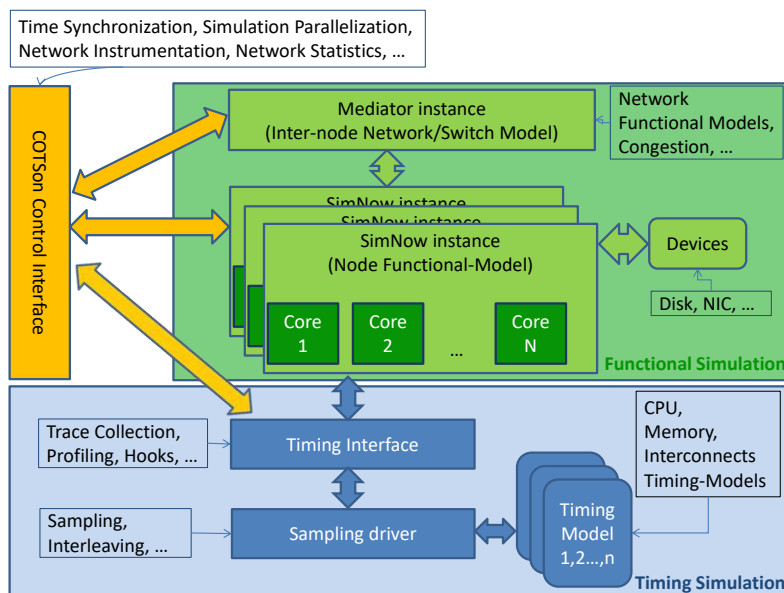 Time Synchronization, Simulation Parallelization,
Network Instrumentation, Network Statistics, …
COTSon Control Interface
Mediator instance
(Inter-node Network/Switch Model)
Network
Functional Models,
Congestion, …
SimNow instance
SimNow instance
SimNow instance
(Node Functional-Model)
Devices
Disk, NIC, …
Core
1
Core
2
…
Core
N
Functional Simulation
Trace Collection,
Profiling, Hooks, …
Timing Interface
CPU,
Memory,
Interconnects
Timing-Models
Sampling,
Interleaving, …
Sampling driver
Timing
Model
1,2…,n
Timing Simulation